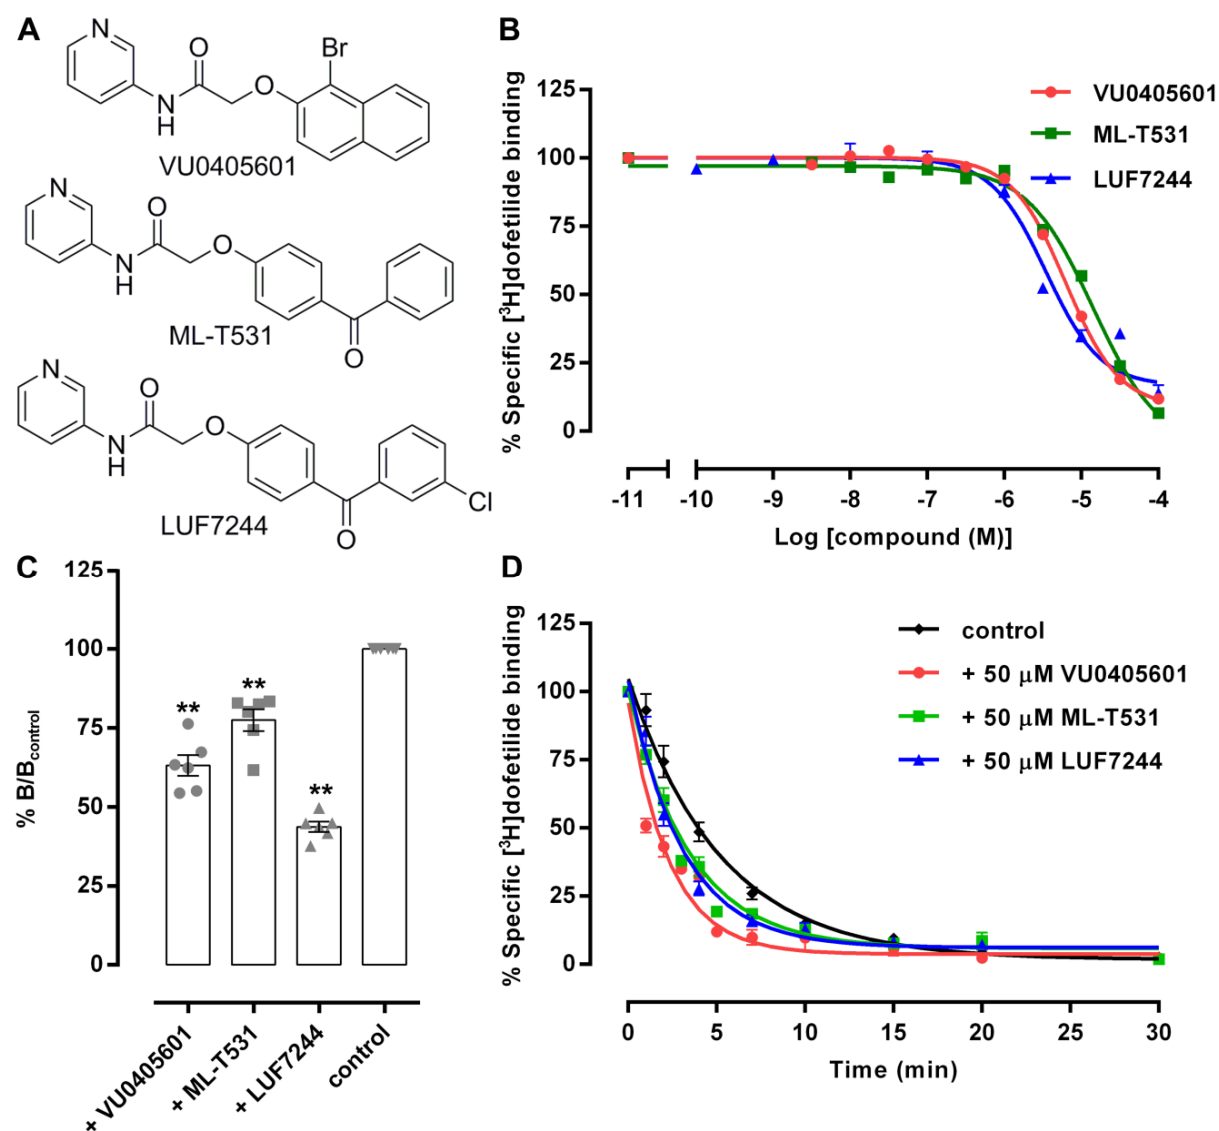 A
N
O
Br
O
N
H
VU0405601
N
O
O
N
H
ML-T531
O
N
O
O
N
H
Cl
LUF7244
O
B
% Specific [³H]dofetilide binding
125
100
75
50
25
0
VU0405601
ML-T531
LUF7244
-11 -10 -9 -8 -7 -6 -5 -4
Log [compound (M)]
C
% B/Bcontrol
125
100
75
50
25
0
**
**
**
+ VU0405601
+ ML-T531
+ LUF7244
control
D
% Specific [³H]dofetilide binding
125
100
75
50
25
0
control
+ 50 µM VU0405601
+ 50 µM ML-T531
+ 50 µM LUF7244
0 5 10 15 20 25 30
Time (min)